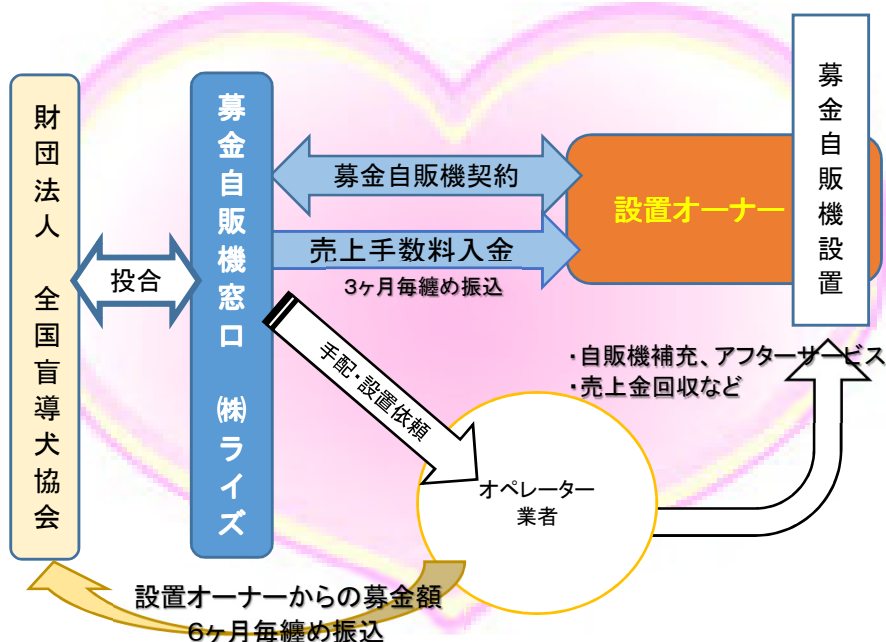 財団法人　全国盲導犬協会
募金自販機窓口　㈱ライズ
募金自販機設置
募金自販機契約
設置オーナー
売上手数料入金
3ヶ月毎纏め振込
投合
手配・設置依頼
・自販機補充、アフターサービス
・売上金回収など
オペレーター
業者
設置オーナーからの募金額
6ヶ月毎纏め振込